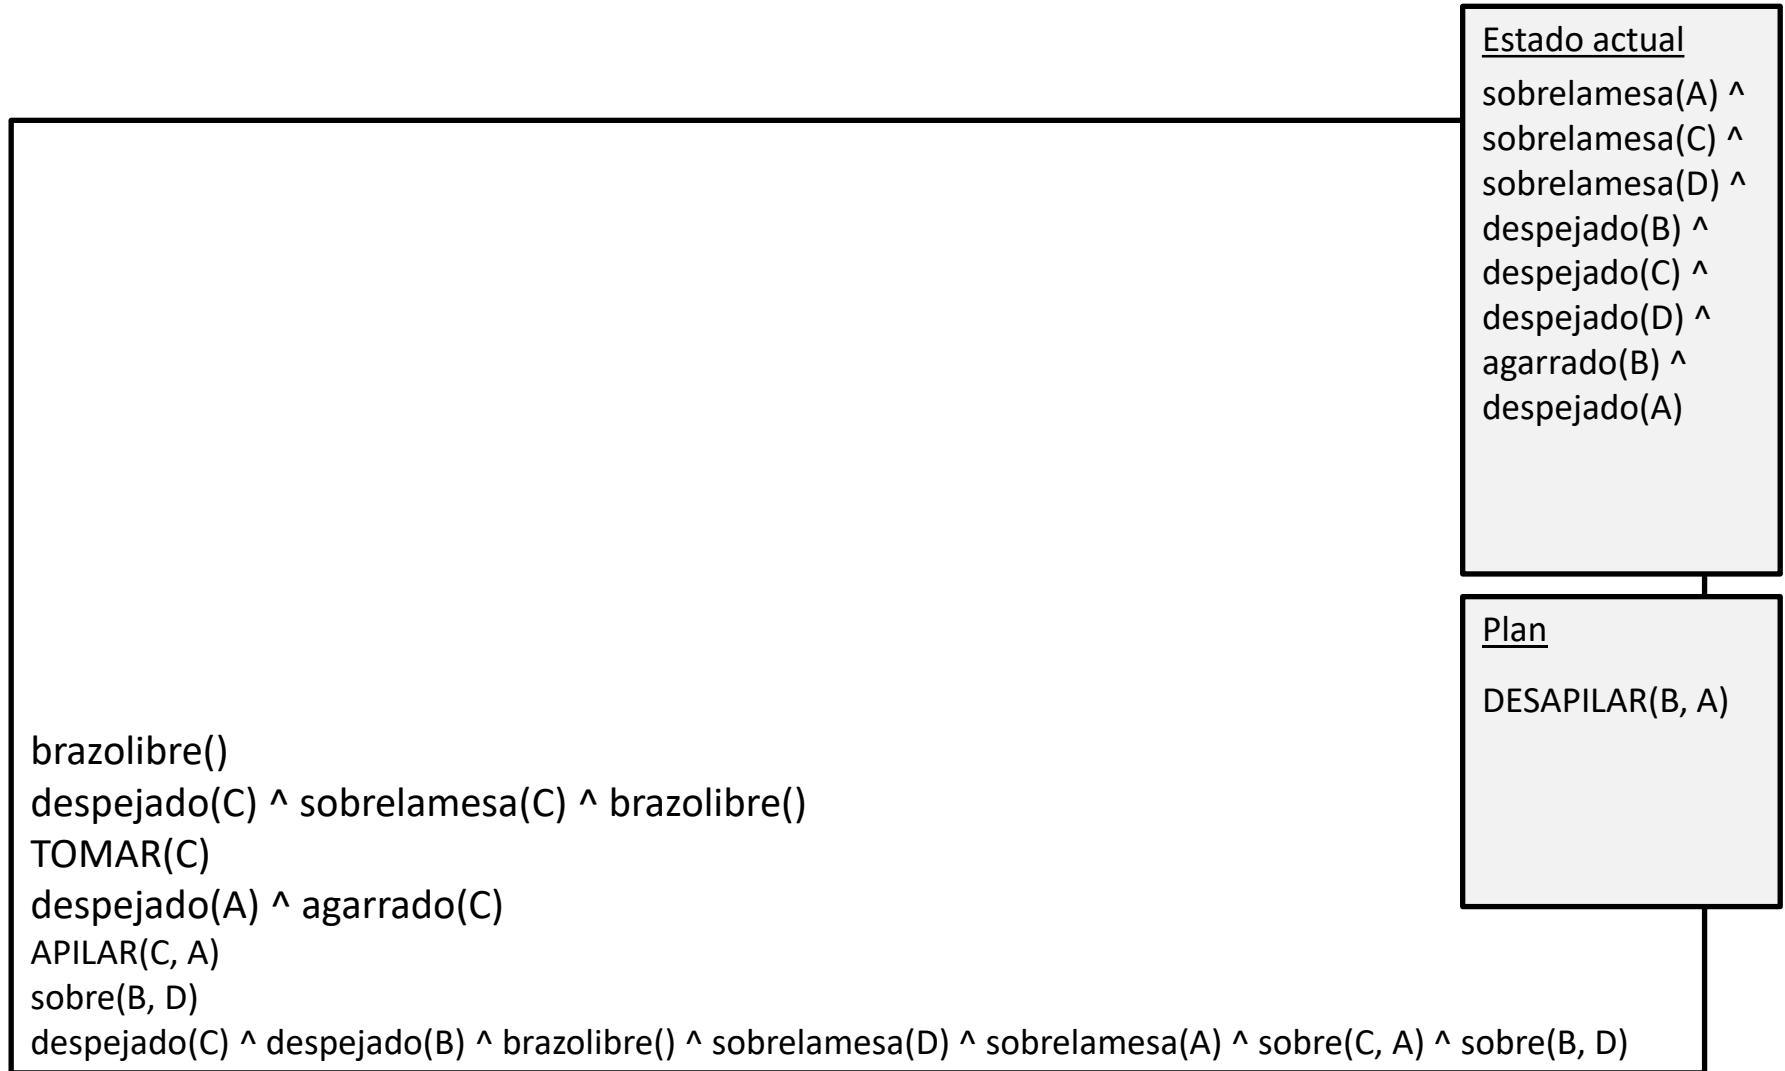 Estado actual
sobrelamesa(A) ^
sobrelamesa(C) ^
sobrelamesa(D) ^
despejado(B) ^
despejado(C) ^
despejado(D) ^
agarrado(B) ^
despejado(A)
Plan
DESAPILAR(B, A)
brazolibre()
despejado(C) ^ sobrelamesa(C) ^ brazolibre()
TOMAR(C)
despejado(A) ^ agarrado(C)
APILAR(C, A)
sobre(B, D)
despejado(C) ^ despejado(B) ^ brazolibre() ^ sobrelamesa(D) ^ sobrelamesa(A) ^ sobre(C, A) ^ sobre(B, D)